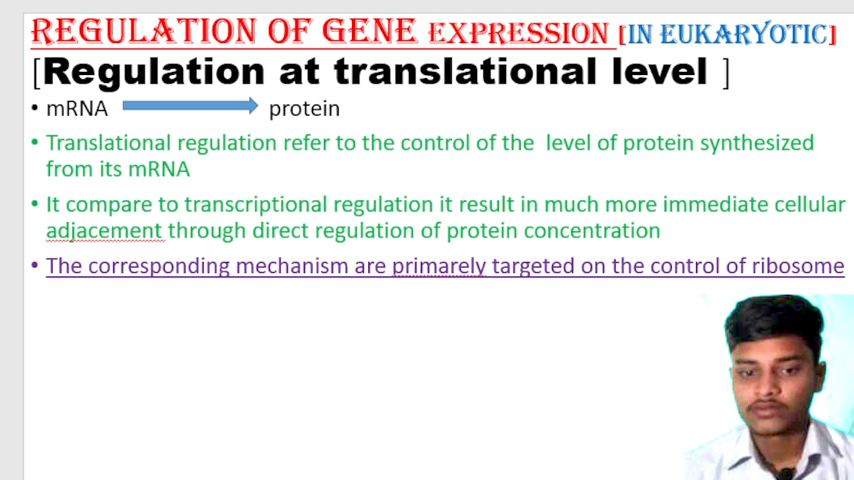 REGULATION OF GENE EXPRESSION [IN EUKARYOTIC]
[Regulation at translational level ]
• mRNA protein
• Translational regulation refer to the control of the level of protein synthesized
from its mRNA
• It compare to transcriptional regulation it result in much more immediate cellular
adjacement through direct regulation of protein concentration
• The corresponding mechanism are primarely targeted on the control of ribosome